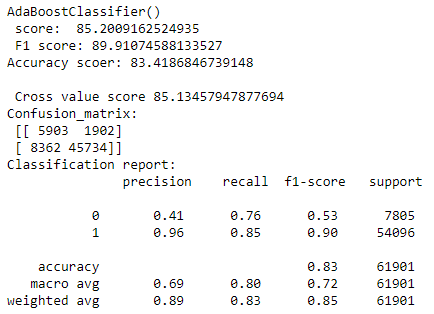 AdaBoostClassifier()
score:  85.2009162524935
F1 score: 89.91074588133527
Accuracy scoer: 83.4186846739148
Cross value score 85.13457947877694
Confusion_matrix:
[[ 5903  1902]
[ 8362 45734]]
Classification report:
precision    recall  f1-score   support
0       0.41      0.76      0.53      7805
1       0.96      0.85      0.90     54096
accuracy                           0.83     61901
macro avg       0.69      0.80      0.72     61901
weighted avg       0.89      0.83      0.85     61901